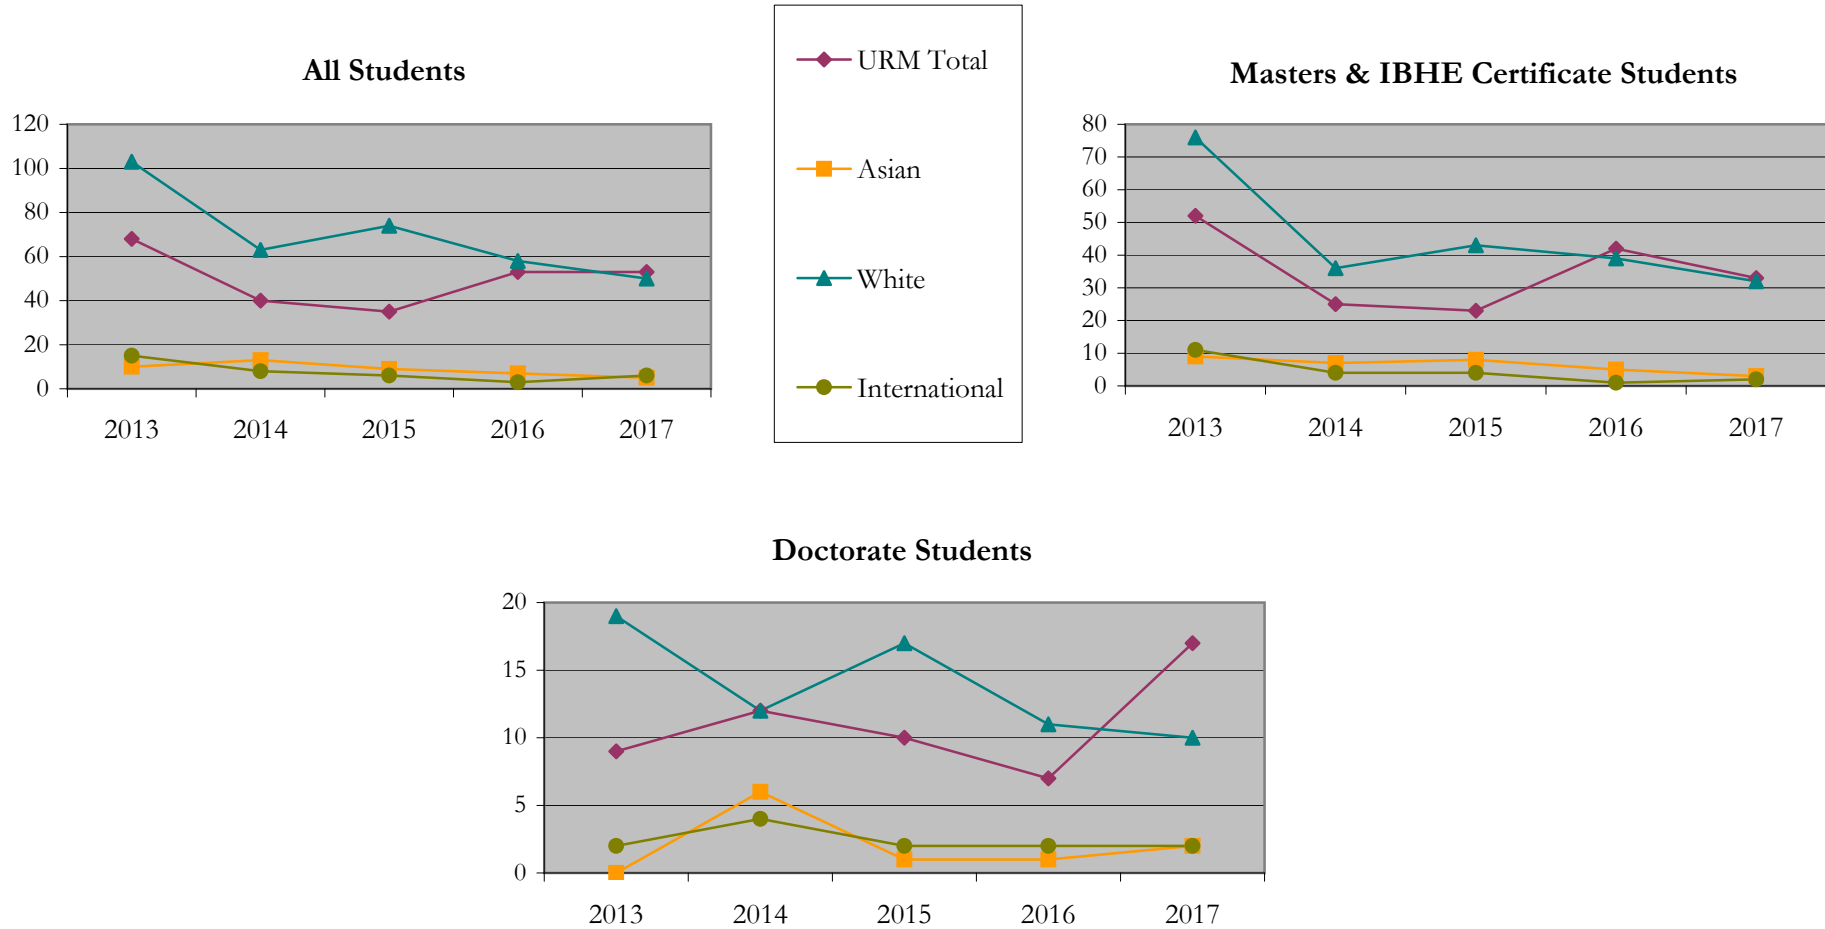 All Students
120
100
80
60
40
20
0
2013 2014 2015 2016 2017
URM Total
Asian
White
International
Masters & IBHE Certificate Students
80
70
60
50
40
30
20
10
0
2013 2014 2015 2016 2017
Doctorate Students
20
15
10
5
0
2013 2014 2015 2016 2017